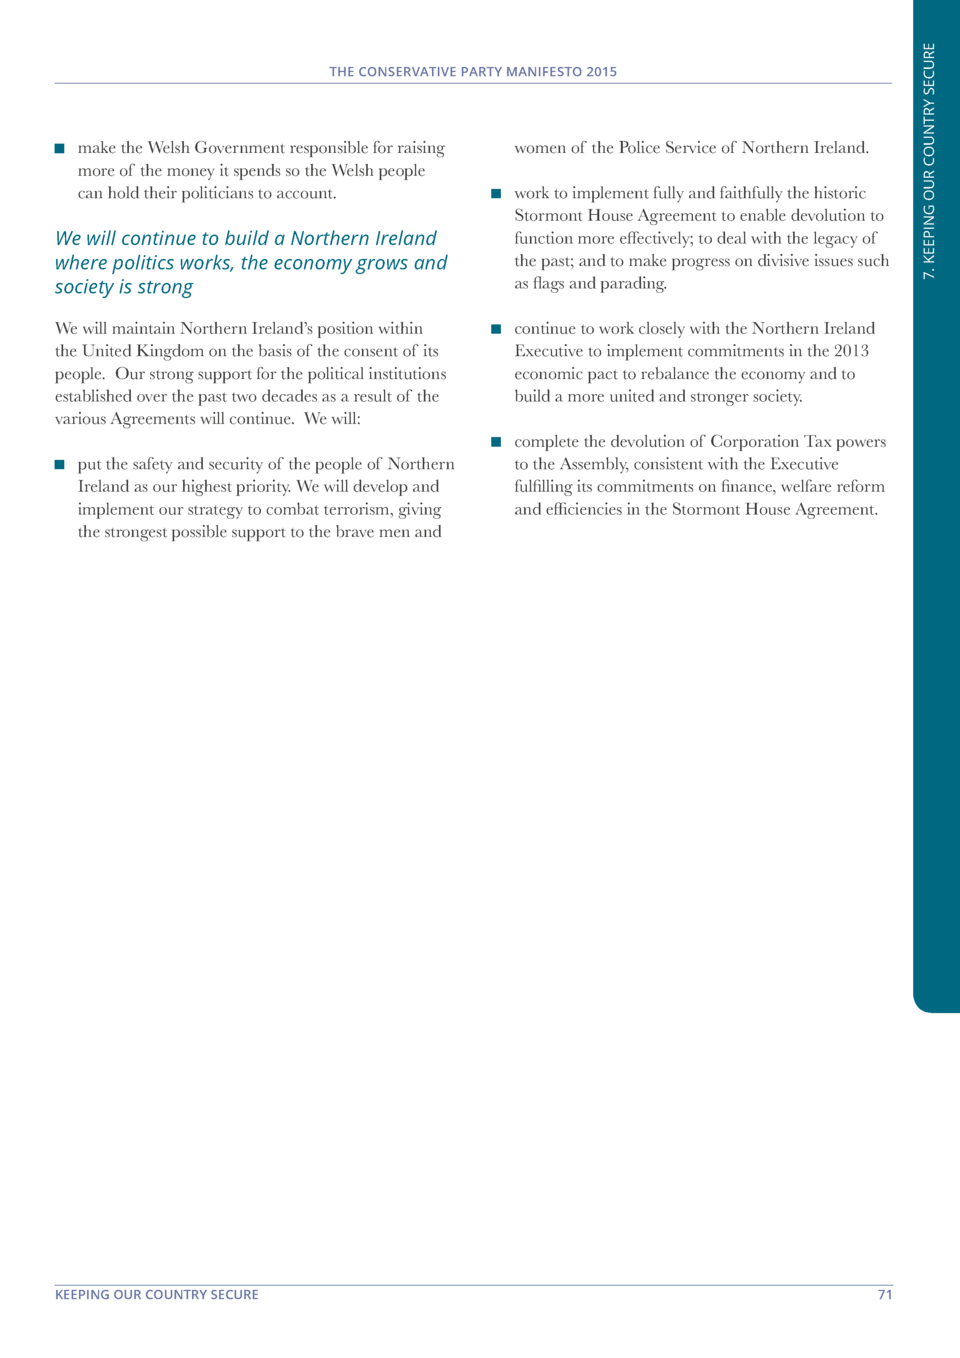 THE CONSERVATIVE PARTY MANIFESTO 2015
make the Welsh Government responsible for raising
more of the money it spends so the Welsh people
can hold their politicians to account.
We will continue to build a Northern Ireland
where politics works, the economy grows and
society is strong
We will maintain Northern Ireland’s position within
the United Kingdom on the basis of the consent of its
people.  Our strong support for the political institutions
established over the past two decades as a result of the
various Agreements will continue.  We will:
put the safety and security of the people of Northern
Ireland as our highest priority. We will develop and
implement our strategy to combat terrorism, giving
the strongest possible support to the brave men and
women of the Police Service of Northern Ireland.
work to implement fully and faithfully the historic
Stormont House Agreement to enable devolution to
function more effectively; to deal with the legacy of
the past; and to make progress on divisive issues such
as flags and parading.
continue to work closely with the Northern Ireland
Executive to implement commitments in the 2013
economic pact to rebalance the economy and to
build a more united and stronger society.
complete the devolution of Corporation Tax powers
to the Assembly, consistent with the Executive
fulfilling its commitments on finance, welfare reform
and efficiencies in the Stormont House Agreement.
7. KEEPING OUR COUNTRY SECURE
KEEPING OUR COUNTRY SECURE
71